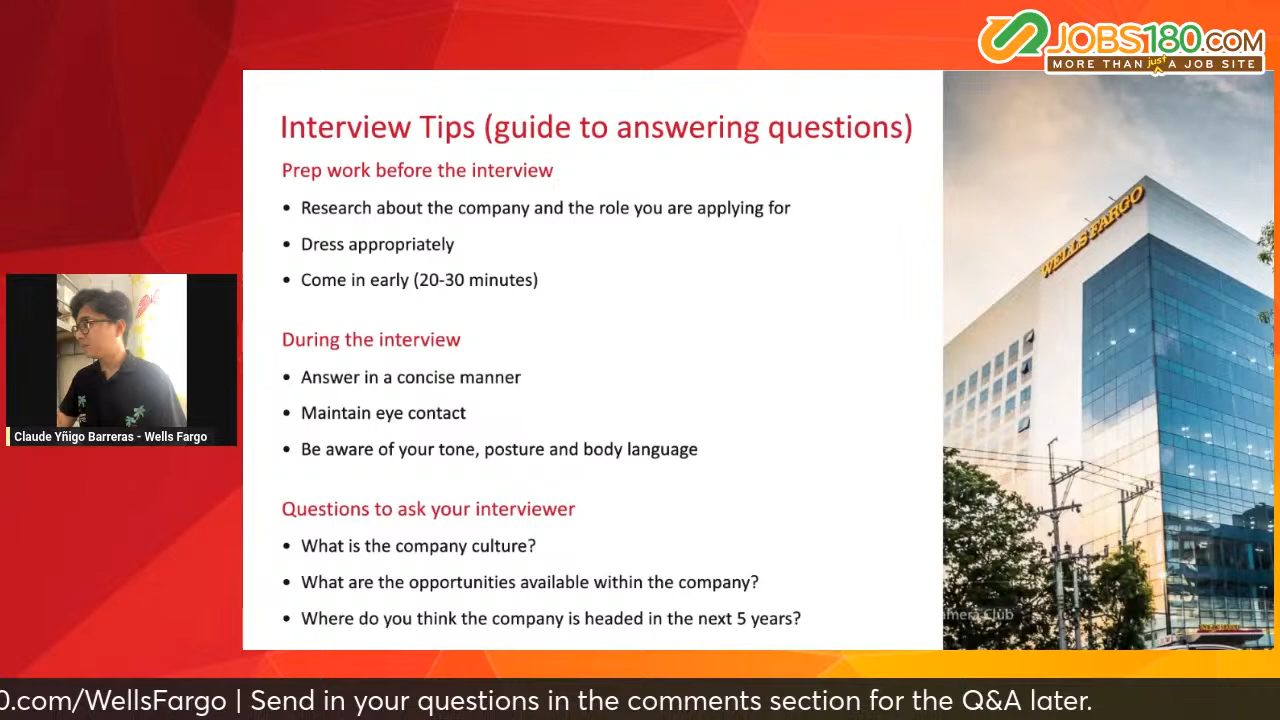 JOBS180.COM
MORE THAN just A JOB SITE
Interview Tips (guide to answering questions)
Prep work before the interview
• Research about the company and the role you are applying for
• Dress appropriately
• Come in early (20-30 minutes)
During the interview
• Answer in a concise manner
• Maintain eye contact
• Be aware of your tone, posture and body language
Questions to ask your interviewer
• What is the company culture?
• What are the opportunities available within the company?
• Where do you think the company is headed in the next 5 years?
WELLS FARGO
Claude Yñigo Barreras - Wells Fargo
Club
0.com/WellsFargo | Send in your questions in the comments section for the Q&A later.